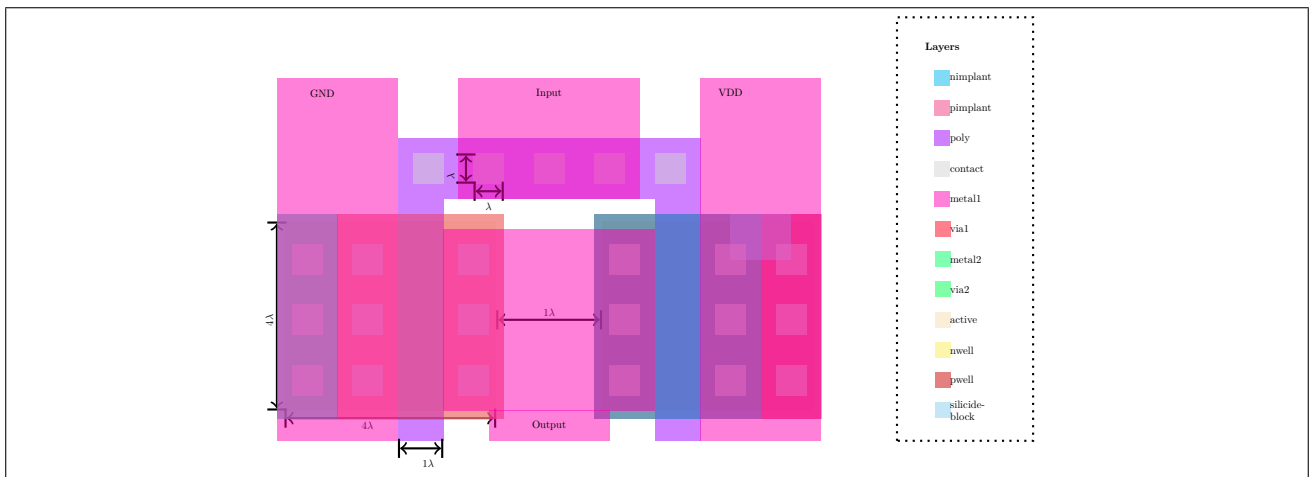 Layers
GND
Input
VDD
nimplant
pimplant
poly
contact
metal1
via1
metal2
via2
active
nwell
pwell
silicide-
block
λ
λ
4λ
1λ
4λ
Output
1λ